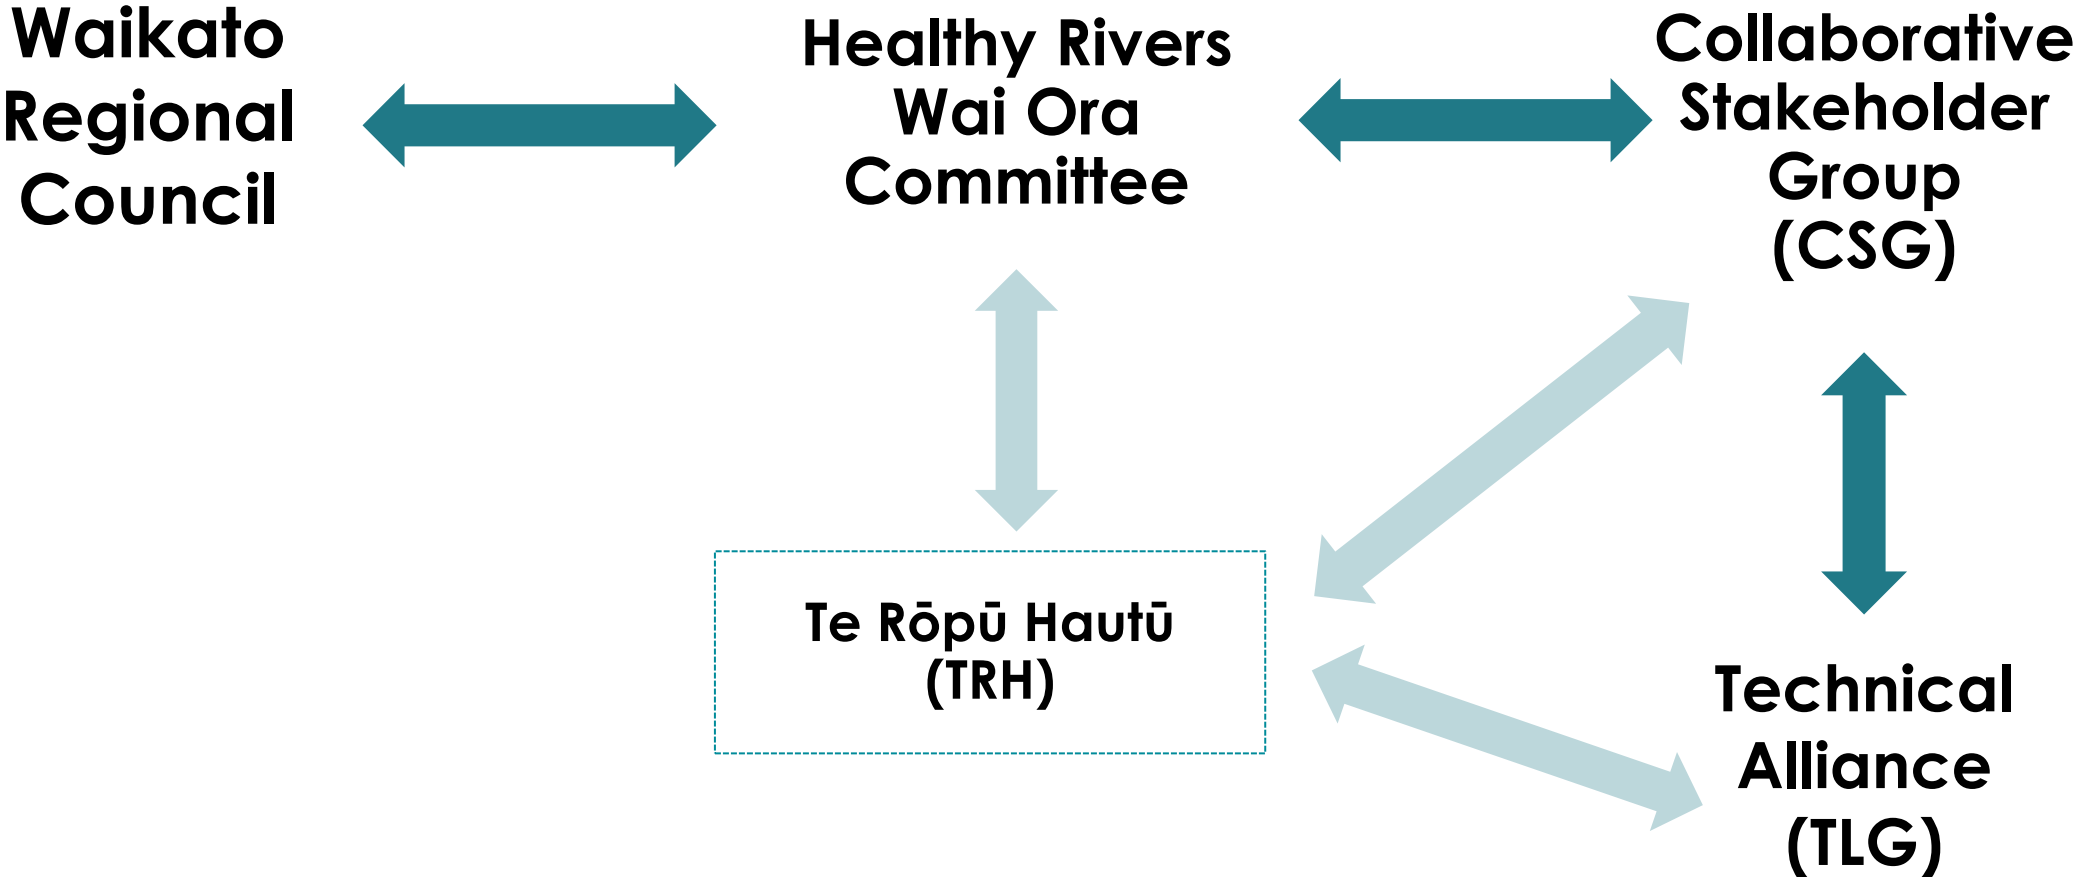 Waikato
Regional
Council
Healthy Rivers
Wai Ora
Committee
Collaborative
Stakeholder
Group
(CSG)
Te Rōpū Hautū
(TRH)
Technical
Alliance
(TLG)